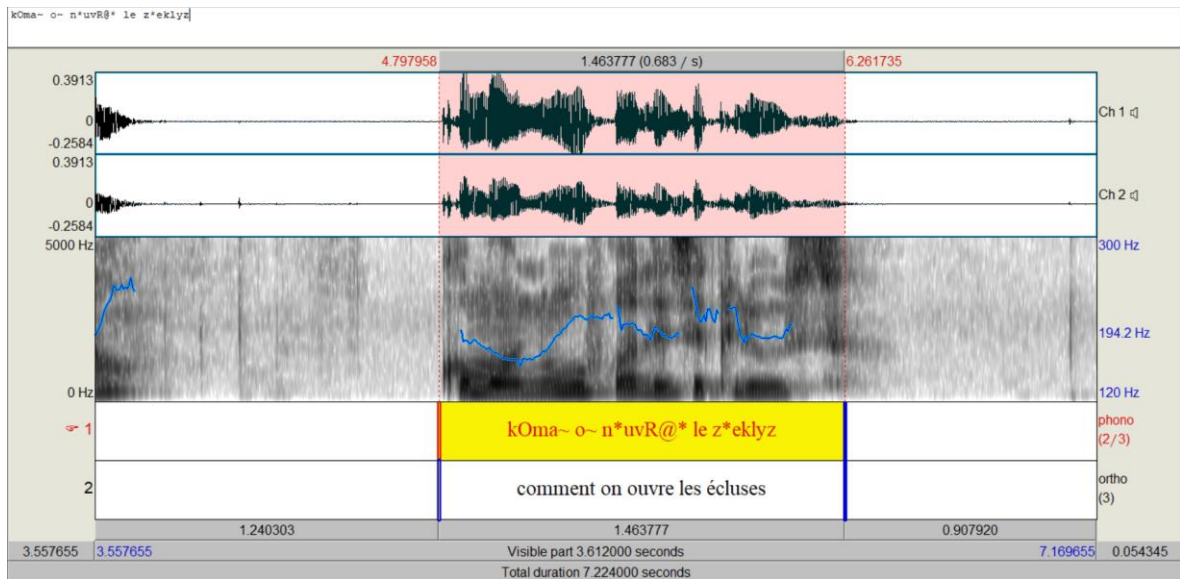 kOma~ o~ n*uvR@* le z*eklyz
4.797958 1.463777 (0.683 / s) 6.261735
0.3913
0
-0.2584
Ch 1
0.3913
0
-0.2584
Ch 2
5000 Hz 300 Hz
194.2 Hz
0 Hz 120 Hz
1 kOma~ o~ n*uvR@* le z*eklyz phono
(2/3)
2 comment on ouvre les écluses ortho
(3)
1.240303 1.463777 0.907920
3.557655 3.557655 Visible part 3.612000 seconds 7.169655 0.054345
Total duration 7.224000 seconds